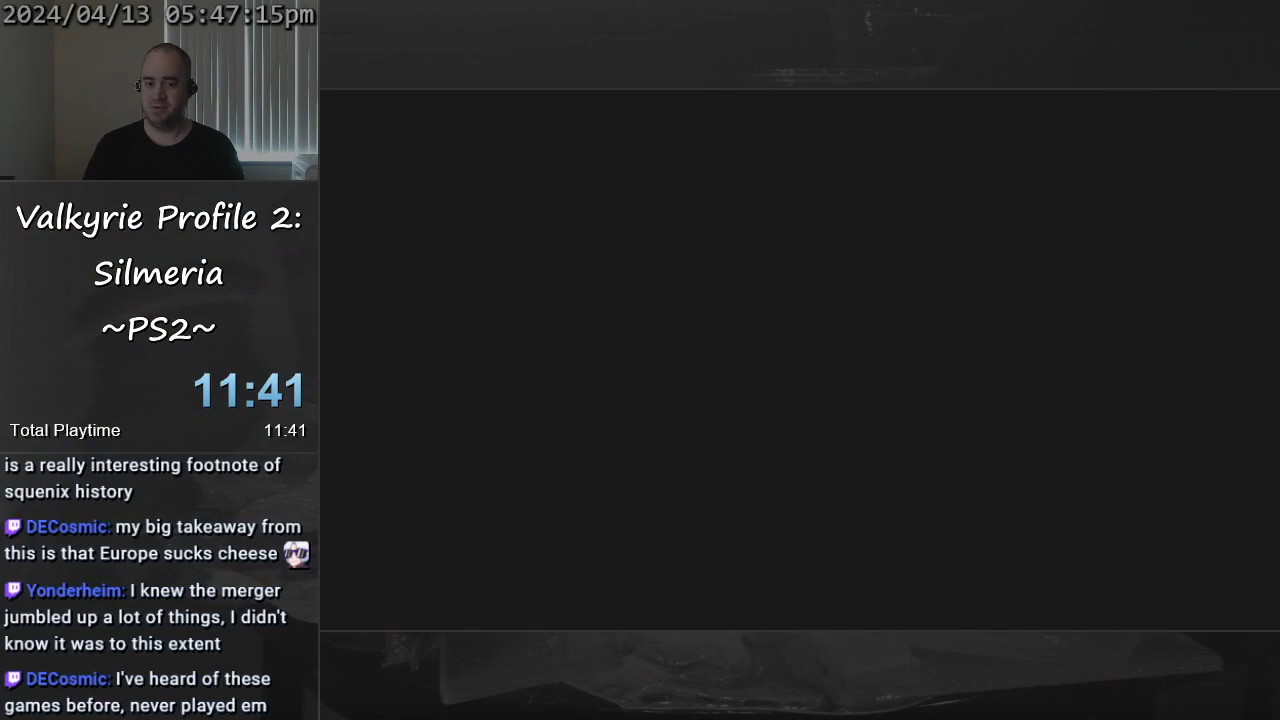 2024/04/13 05:47:15pm
Valkyrie Profile 2:
Silmeria
~PS2~
11:41
Total Playtime 11:41
is a really interesting footnote of
squenix history
DECosmic: my big takeaway from
this is that Europe sucks cheese
Yonderheim: I knew the merger
jumbled up a lot of things, I didn't
know it was to this extent
DECosmic: I've heard of these
games before, never played em